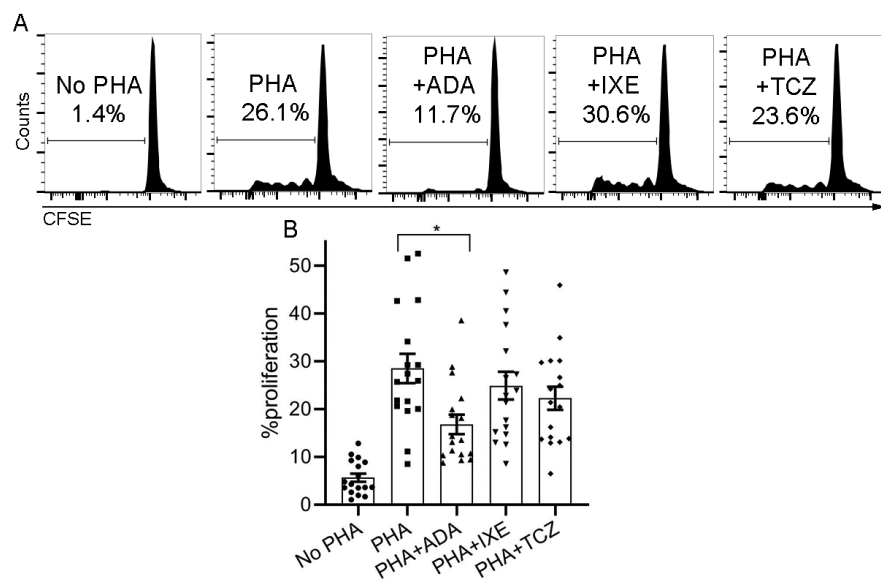 A
Counts
No PHA
1.4%
PHA
26.1%
PHA
+ADA
11.7%
PHA
+IXE
30.6%
PHA
+TCZ
23.6%
CFSE
B
*
%proliferation
50
40
30
20
10
0
No PHA
PHA
PHA+ADA
PHA+IXE
PHA+TCZ